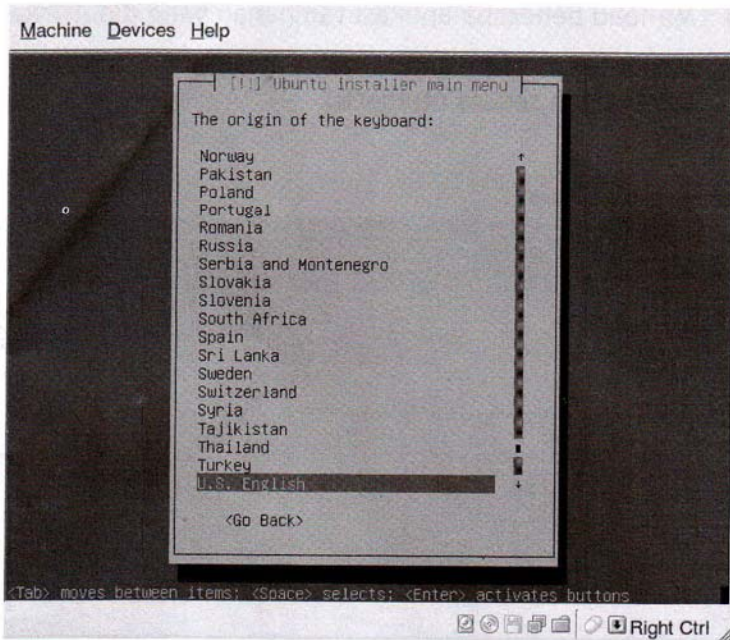 Machine Devices Help
[!!] Ubuntu installer main menu
The origin of the keyboard:
Norway
Pakistan
Poland
Portugal
Romania
Russia
Serbia and Montenegro
Slovakia
Slovenia
South Africa
Spain
Sri Lanka
Sweden
Switzerland
Syria
Tajikistan
Thailand
Turkey
U.S. English
<Go Back>
<Tab> moves between items; <Space> selects; <Enter> activates buttons
Right Ctrl